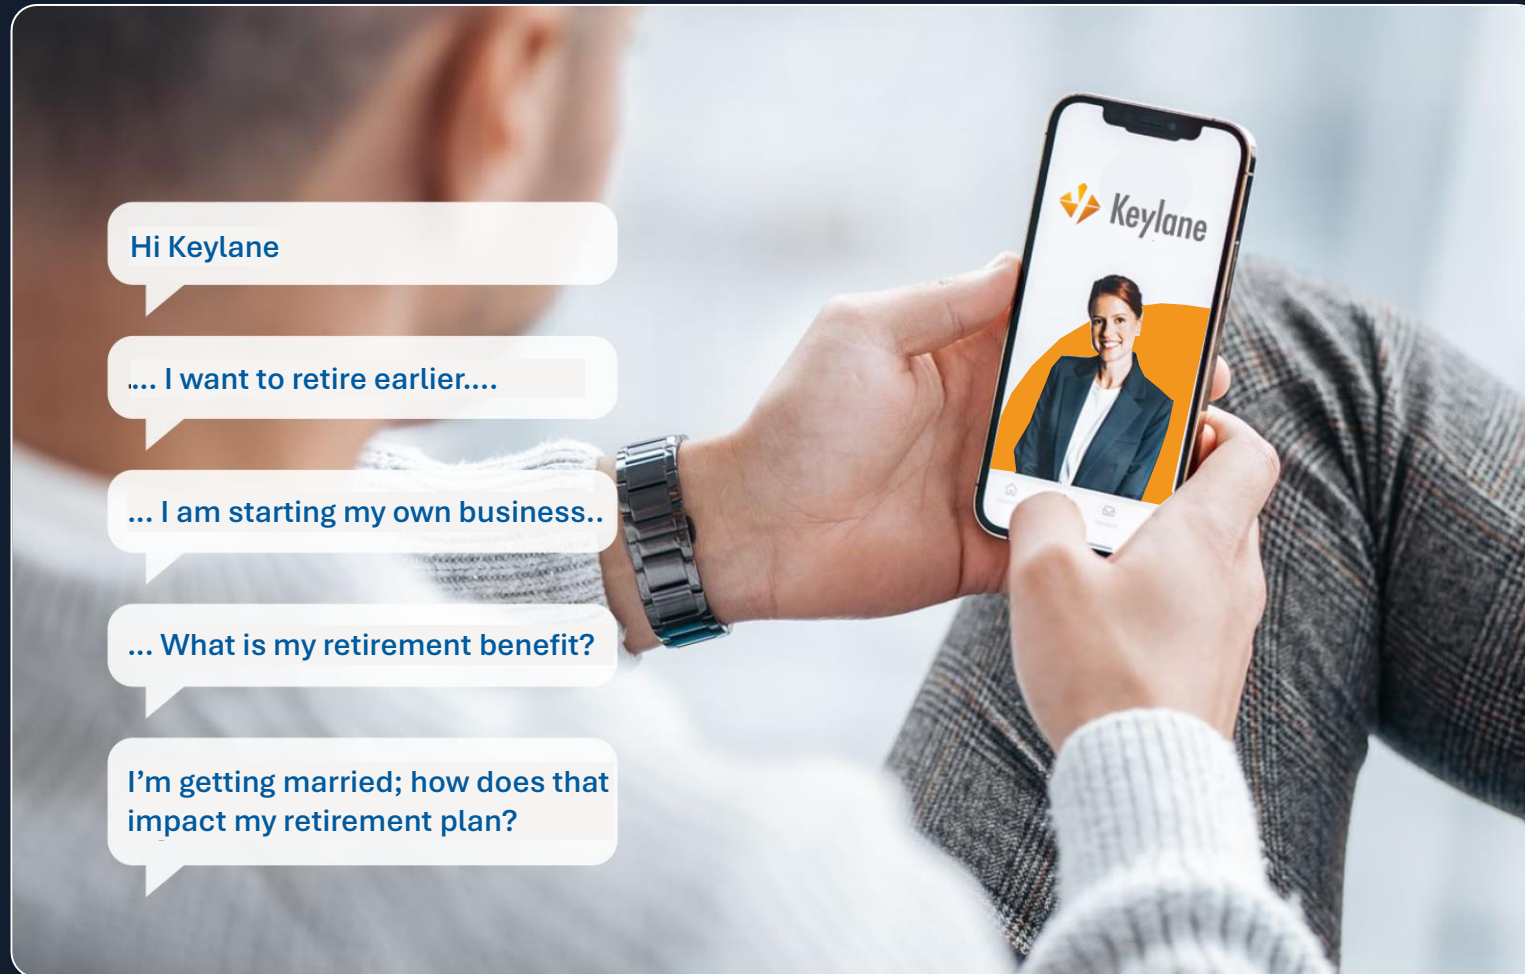 Hi Keylane
.... I want to retire earlier....
... I am starting my own business..
... What is my retirement benefit?
I'm getting married; how does that
impact my retirement plan?
Keylane